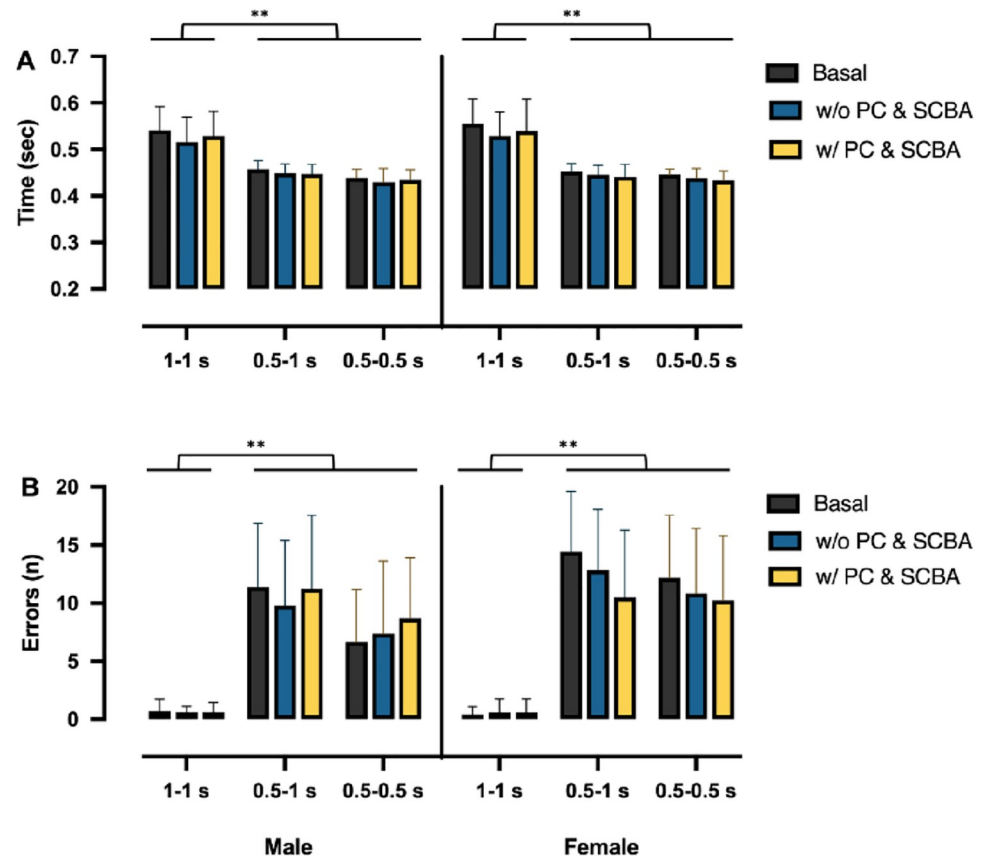 ** **
A
0.7
0.6
0.5
0.4
0.3
0.2
Time (sec)
1-1 s 0.5-1 s 0.5-0.5 s 1-1 s 0.5-1 s 0.5-0.5 s
Basal
w/o PC & SCBA
w/ PC & SCBA
** **
B
20
15
10
5
0
Errors (n)
1-1 s 0.5-1 s 0.5-0.5 s 1-1 s 0.5-1 s 0.5-0.5 s
Basal
w/o PC & SCBA
w/ PC & SCBA
Male Female